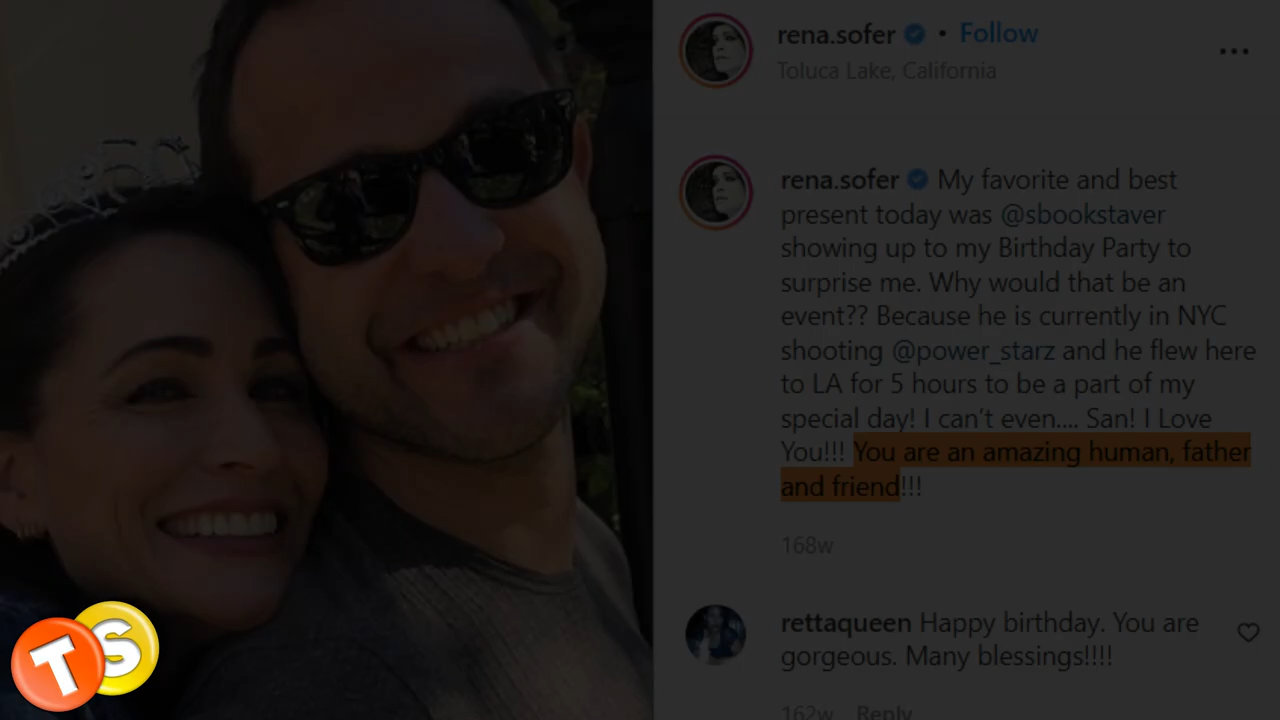 rena.sofer • Follow
Toluca Lake, California
rena.sofer My favorite and best
present today was @sbookstaver
showing up to my Birthday Party to
surprise me. Why would that be an
event?? Because he is currently in NYC
shooting @power_starz and he flew here
to LA for 5 hours to be a part of my
special day! I can't even.... San! I Love
You!!! You are an amazing human, father
and friend!!!
168w
rettaqueen Happy birthday. You are
gorgeous. Many blessings!!!!
162w Reply
TS